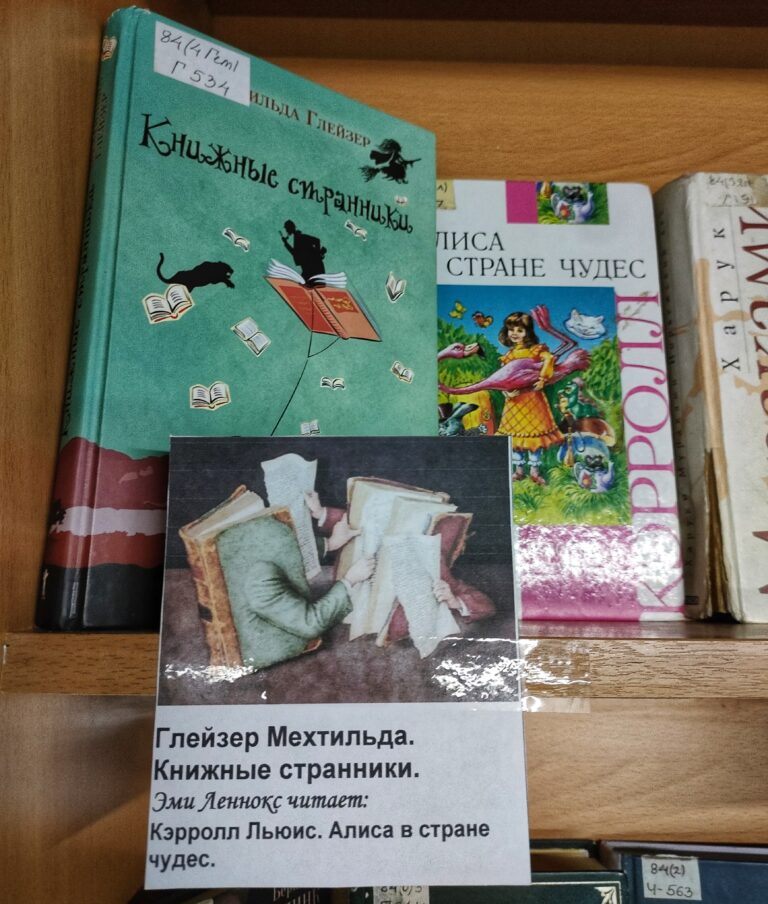 84(4Гем)
Г 534
ИЛЬДА ГЛЕЙЗЕР
Книжные странники
ЛИСА
СТРАНЕ ЧУДЕС
КЭРРОЛЛ
Харук
Глейзер Мехтильда.
Книжные странники.
Эми Леннокс читает:
Кэрролл Льюис. Алиса в стране
чудес.
84(2)
Ч-563